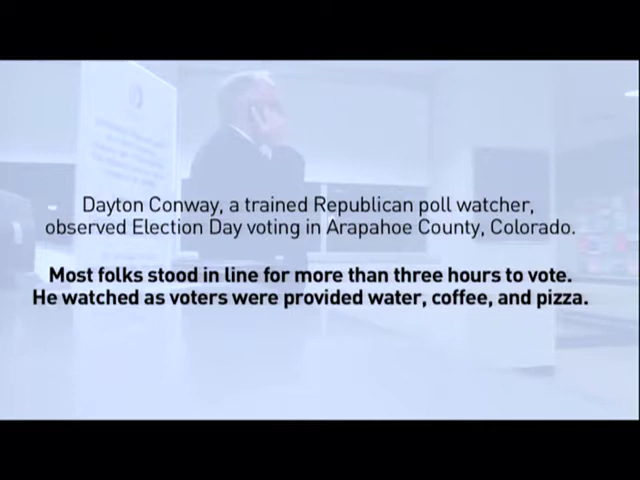 Dayton Conway, a trained Republican poll watcher,
observed Election Day voting in Arapahoe County, Colorado.
Most folks stood in line for more than three hours to vote.
He watched as voters were provided water, coffee, and pizza.